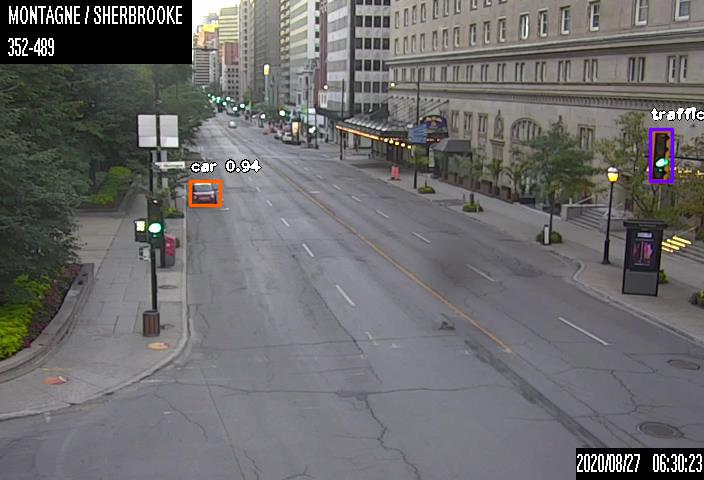 MONTAGNE / SHERBROOKE
352-489
car 0.94
traffic
2020/08/27 06:30:23